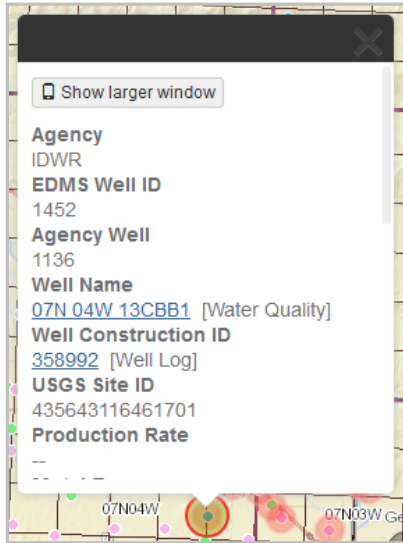 Show larger window
Agency
IDWR
EDMS Well ID
1452
Agency Well
1136
Well Name
07N 04W 13CBB1 [Water Quality]
Well Construction ID
358992 [Well Log]
USGS Site ID
435643116461701
Production Rate
--
07N04W
07N03W Ge